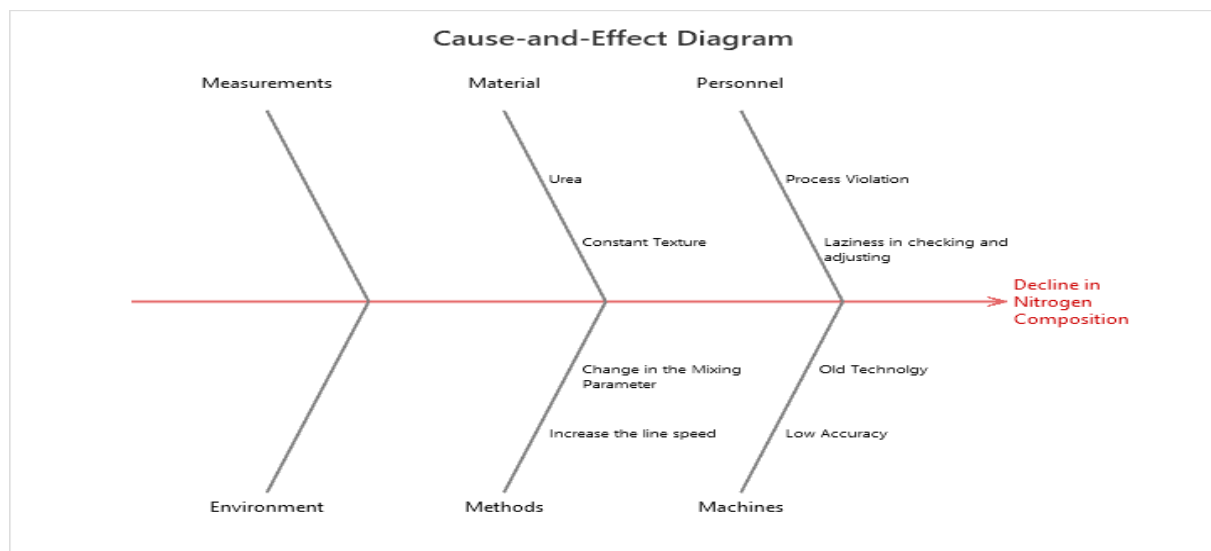 Cause-and-Effect Diagram
Measurements
Material
Personnel
Urea
Process Violation
Constant Texture
Laziness in checking and
adjusting
Decline in
Nitrogen
Composition
Change in the Mixing
Parameter
Old Technolgy
Increase the line speed
Low Accuracy
Environment
Methods
Machines